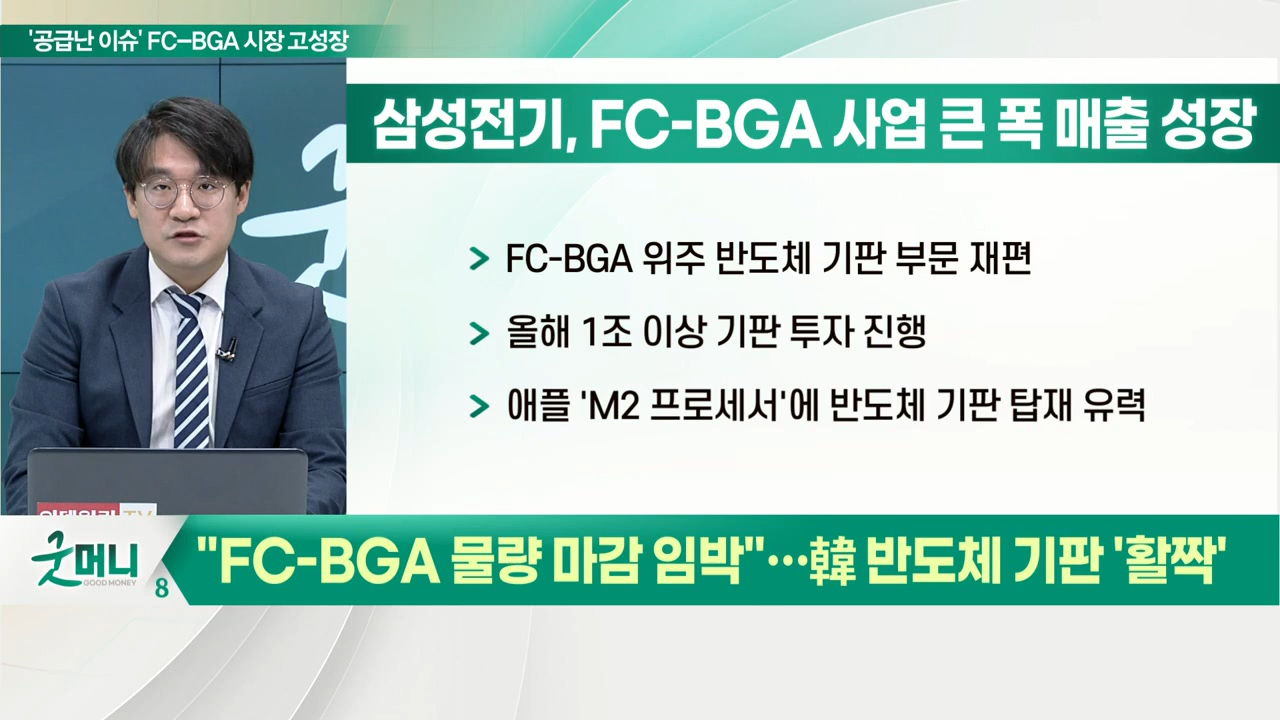 '공급난 이슈' FC-BGA 시장 고성장
삼성전기, FC-BGA 사업 큰 폭 매출 성장
> FC-BGA 위주 반도체 기판 부문 재편
> 올해 1조 이상 기판 투자 진행
> 애플 'M2 프로세서'에 반도체 기판 탑재 유력
굿머니
GOOD MONEY
8
"FC-BGA 물량 마감 임박"…韓 반도체 기판 '활짝'